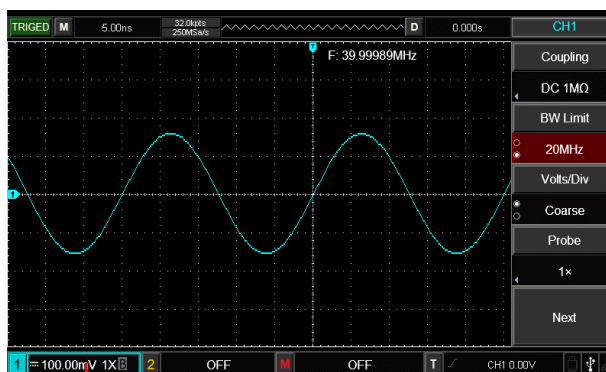 TRIGED M 5.00ns 32.0kpts D 0.000s CH1
250MSa/s
T
F: 39.99989MHz
Coupling
DC 1MΩ
BW Limit
20MHz
Volts/Div
1
Coarse
Probe
1×
Next
1 100.00mV 1X B 2 OFF M OFF T CH1 0.00V